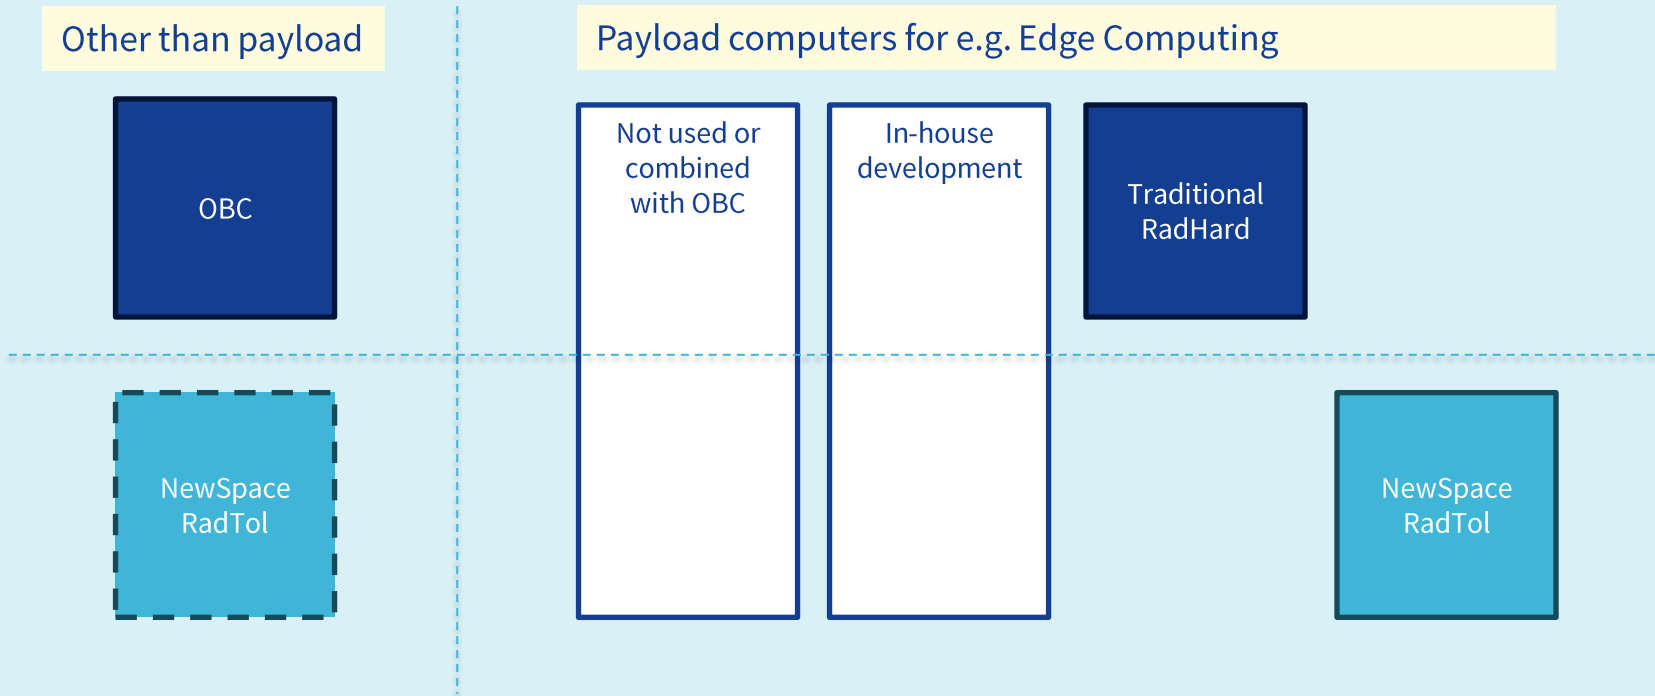 Other than payload
Payload computers for e.g. Edge Computing
OBC
Not used or
combined
with OBC
In-house
development
Traditional
RadHard
NewSpace
RadTol
NewSpace
RadTol